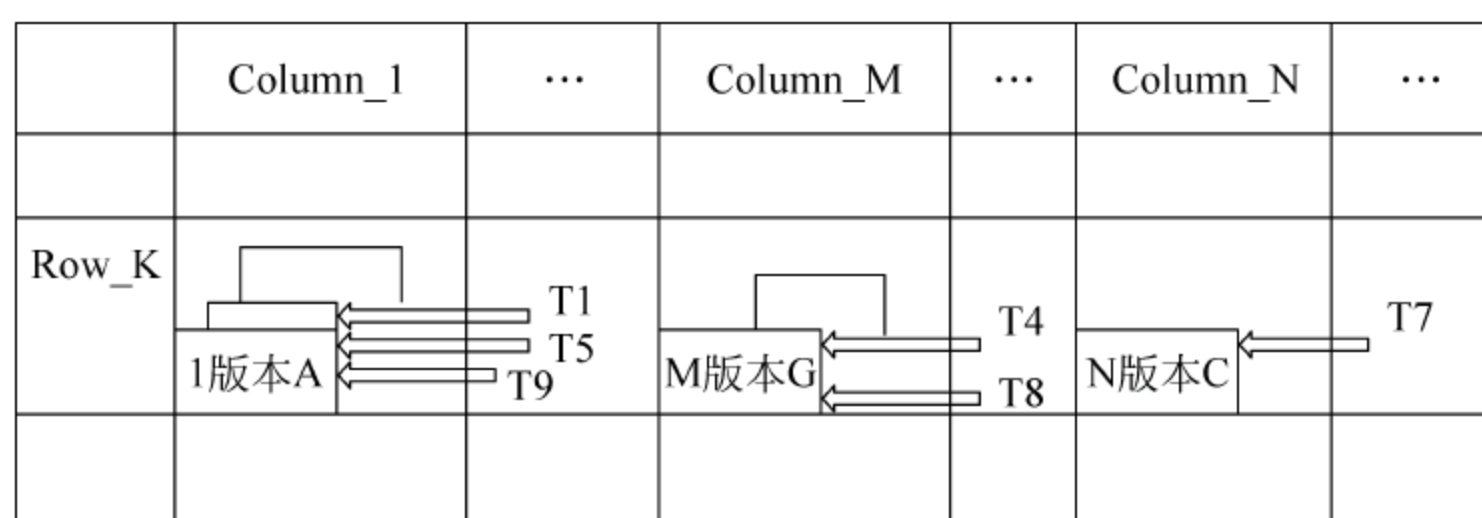 Column_1 … Column_M … Column_N …
Row_K
T1
T4
T7
T5
1版本A
M版本G
N版本C
T9
T8